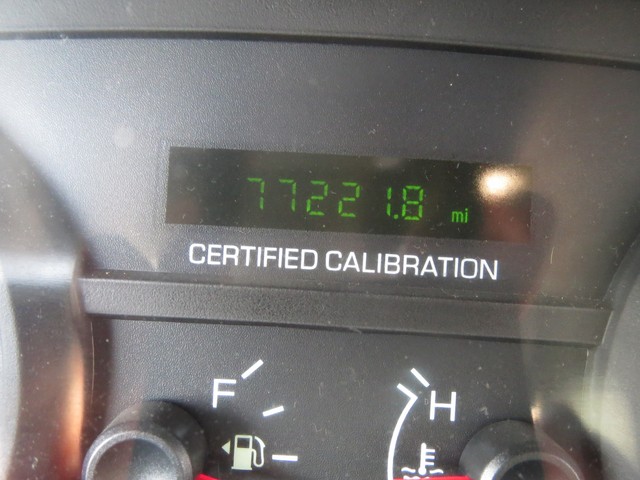 77221.8 mi
CERTIFIED CALIBRATION
F H